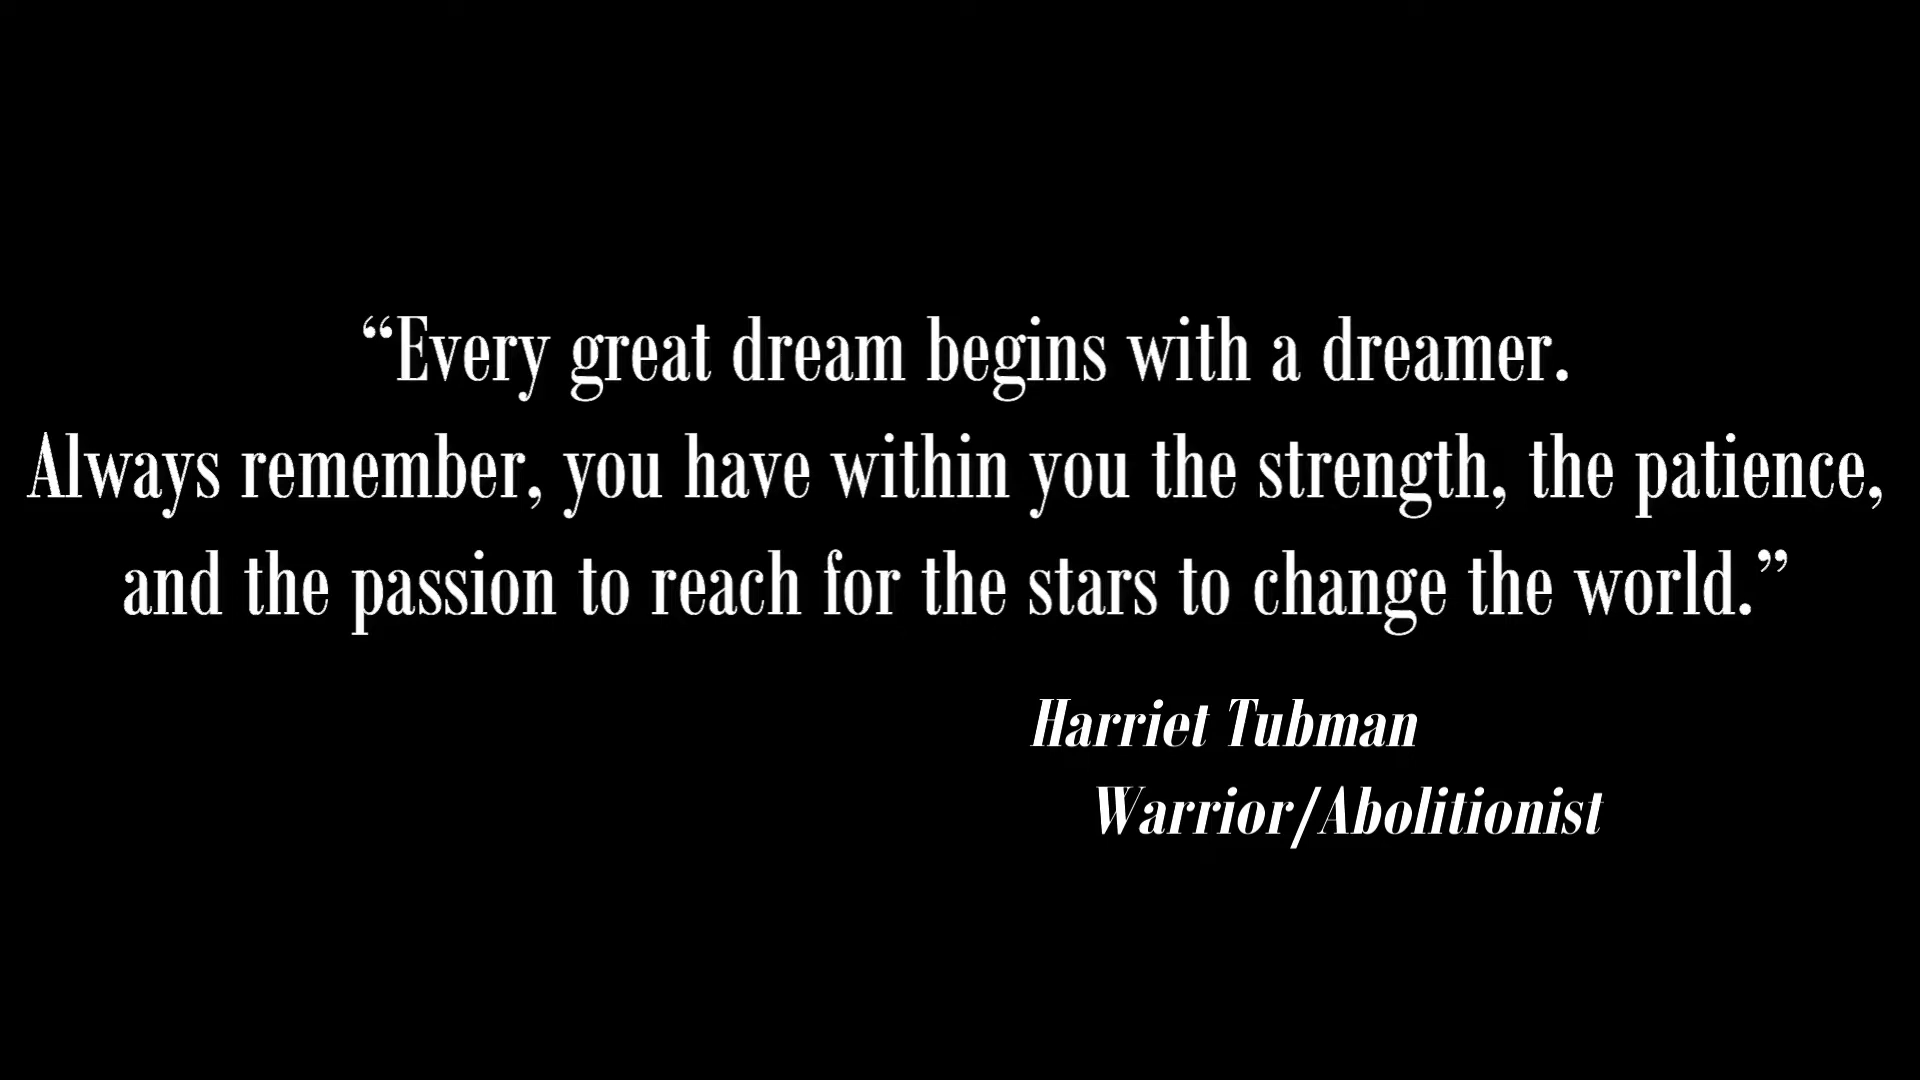 “Every great dream begins with a dreamer.
Always remember, you have within you the strength, the patience,
and the passion to reach for the stars to change the world.”
Harriet Tubman
Warrior/Abolitionist